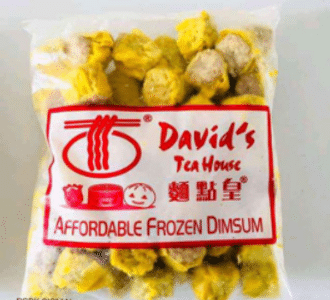 David's
Tea House
麵點皇
AFFORDABLE FROZEN DIMSUM